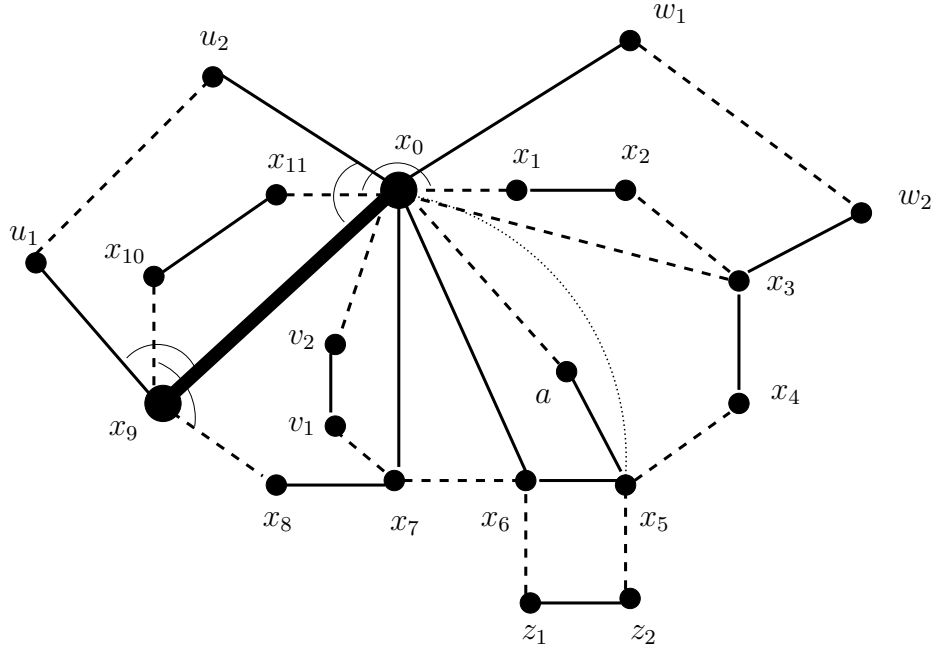 w₁
u₂
x₀
x₁₁ x₁ x₂
w₂
u₁
x₁₀
x₃
v₂
a x₄
x₉ v₁
x₈ x₇ x₆ x₅
z₁ z₂